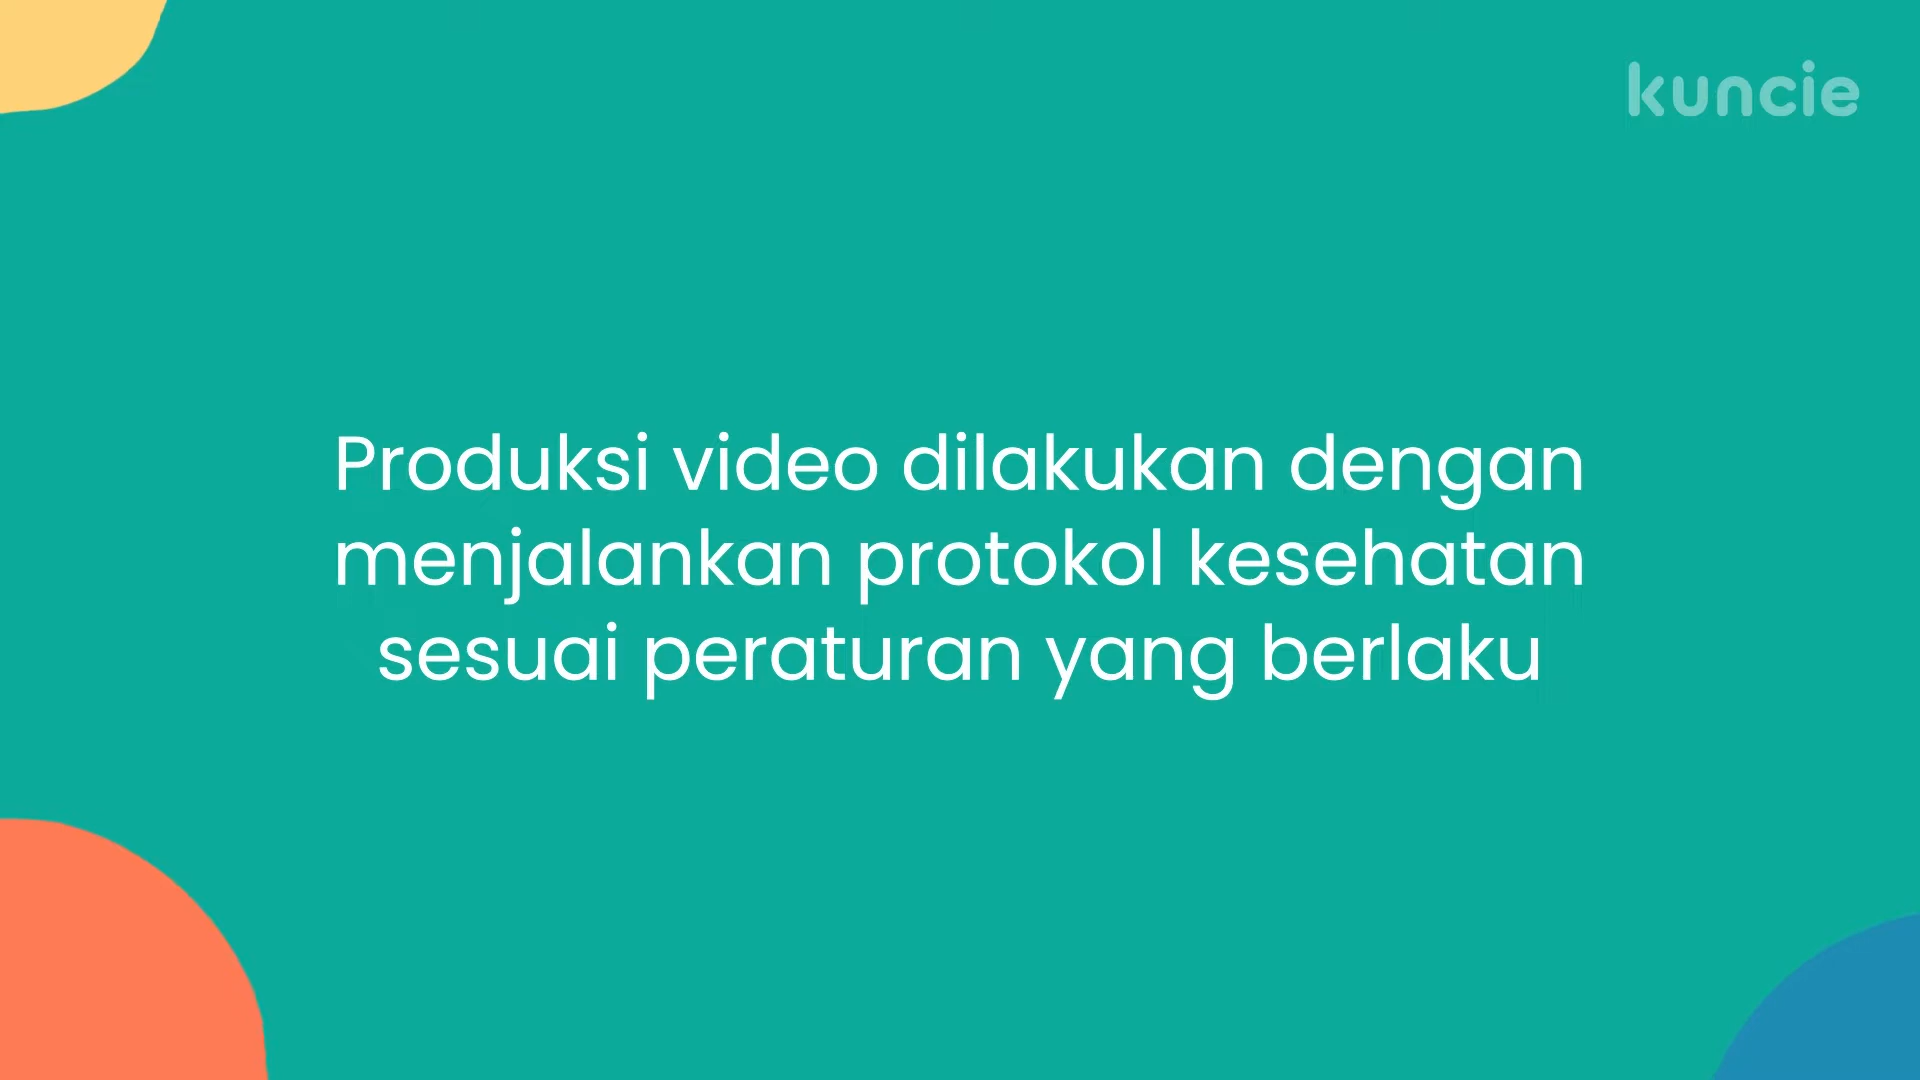 kuncie
Produksi video dilakukan dengan
menjalankan protokol kesehatan
sesuai peraturan yang berlaku